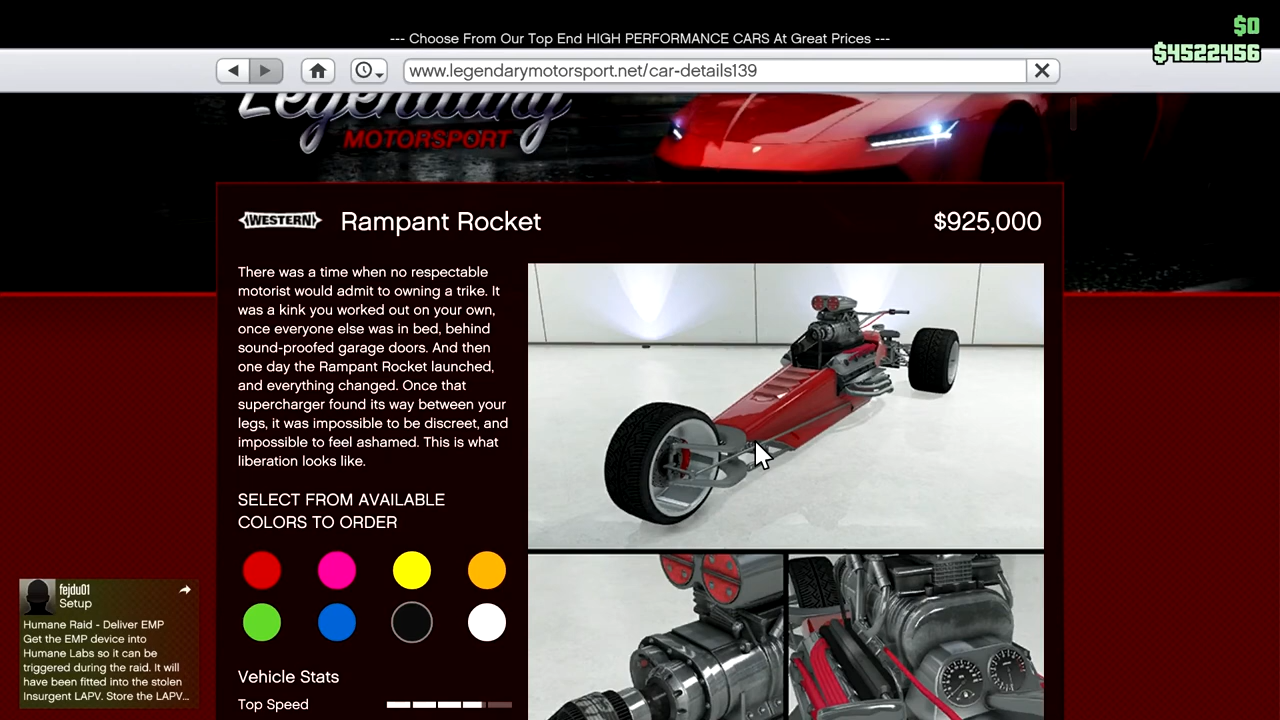 --- Choose From Our Top End HIGH PERFORMANCE CARS At Great Prices ---
$0
$4522456
www.legendarymotorsport.net/car-details139
Legendary
MOTORSPORT
WESTERN
Rampant Rocket
$925,000
There was a time when no respectable
motorist would admit to owning a trike. It
was a kink you worked out on your own,
once everyone else was in bed, behind
sound-proofed garage doors. And then
one day the Rampant Rocket launched,
and everything changed. Once that
supercharger found its way between your
legs, it was impossible to be discreet, and
impossible to feel ashamed. This is what
liberation looks like.
SELECT FROM AVAILABLE
COLORS TO ORDER
Vehicle Stats
Top Speed
fejdu01
Setup
Humane Raid - Deliver EMP
Get the EMP device into
Humane Labs so it can be
triggered during the raid. It will
have been fitted into the stolen
Insurgent LAPV. Store the LAPV...